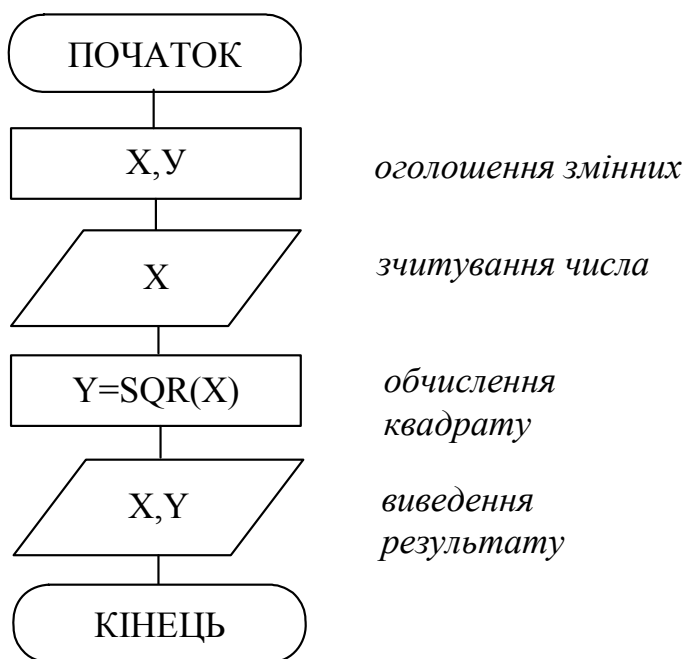 ПОЧАТОК
Х,У
оголошення змінних
Х
зчитування числа
Y=SQR(X)
обчислення
квадрату
X,Y
виведення
результату
КІНЕЦЬ